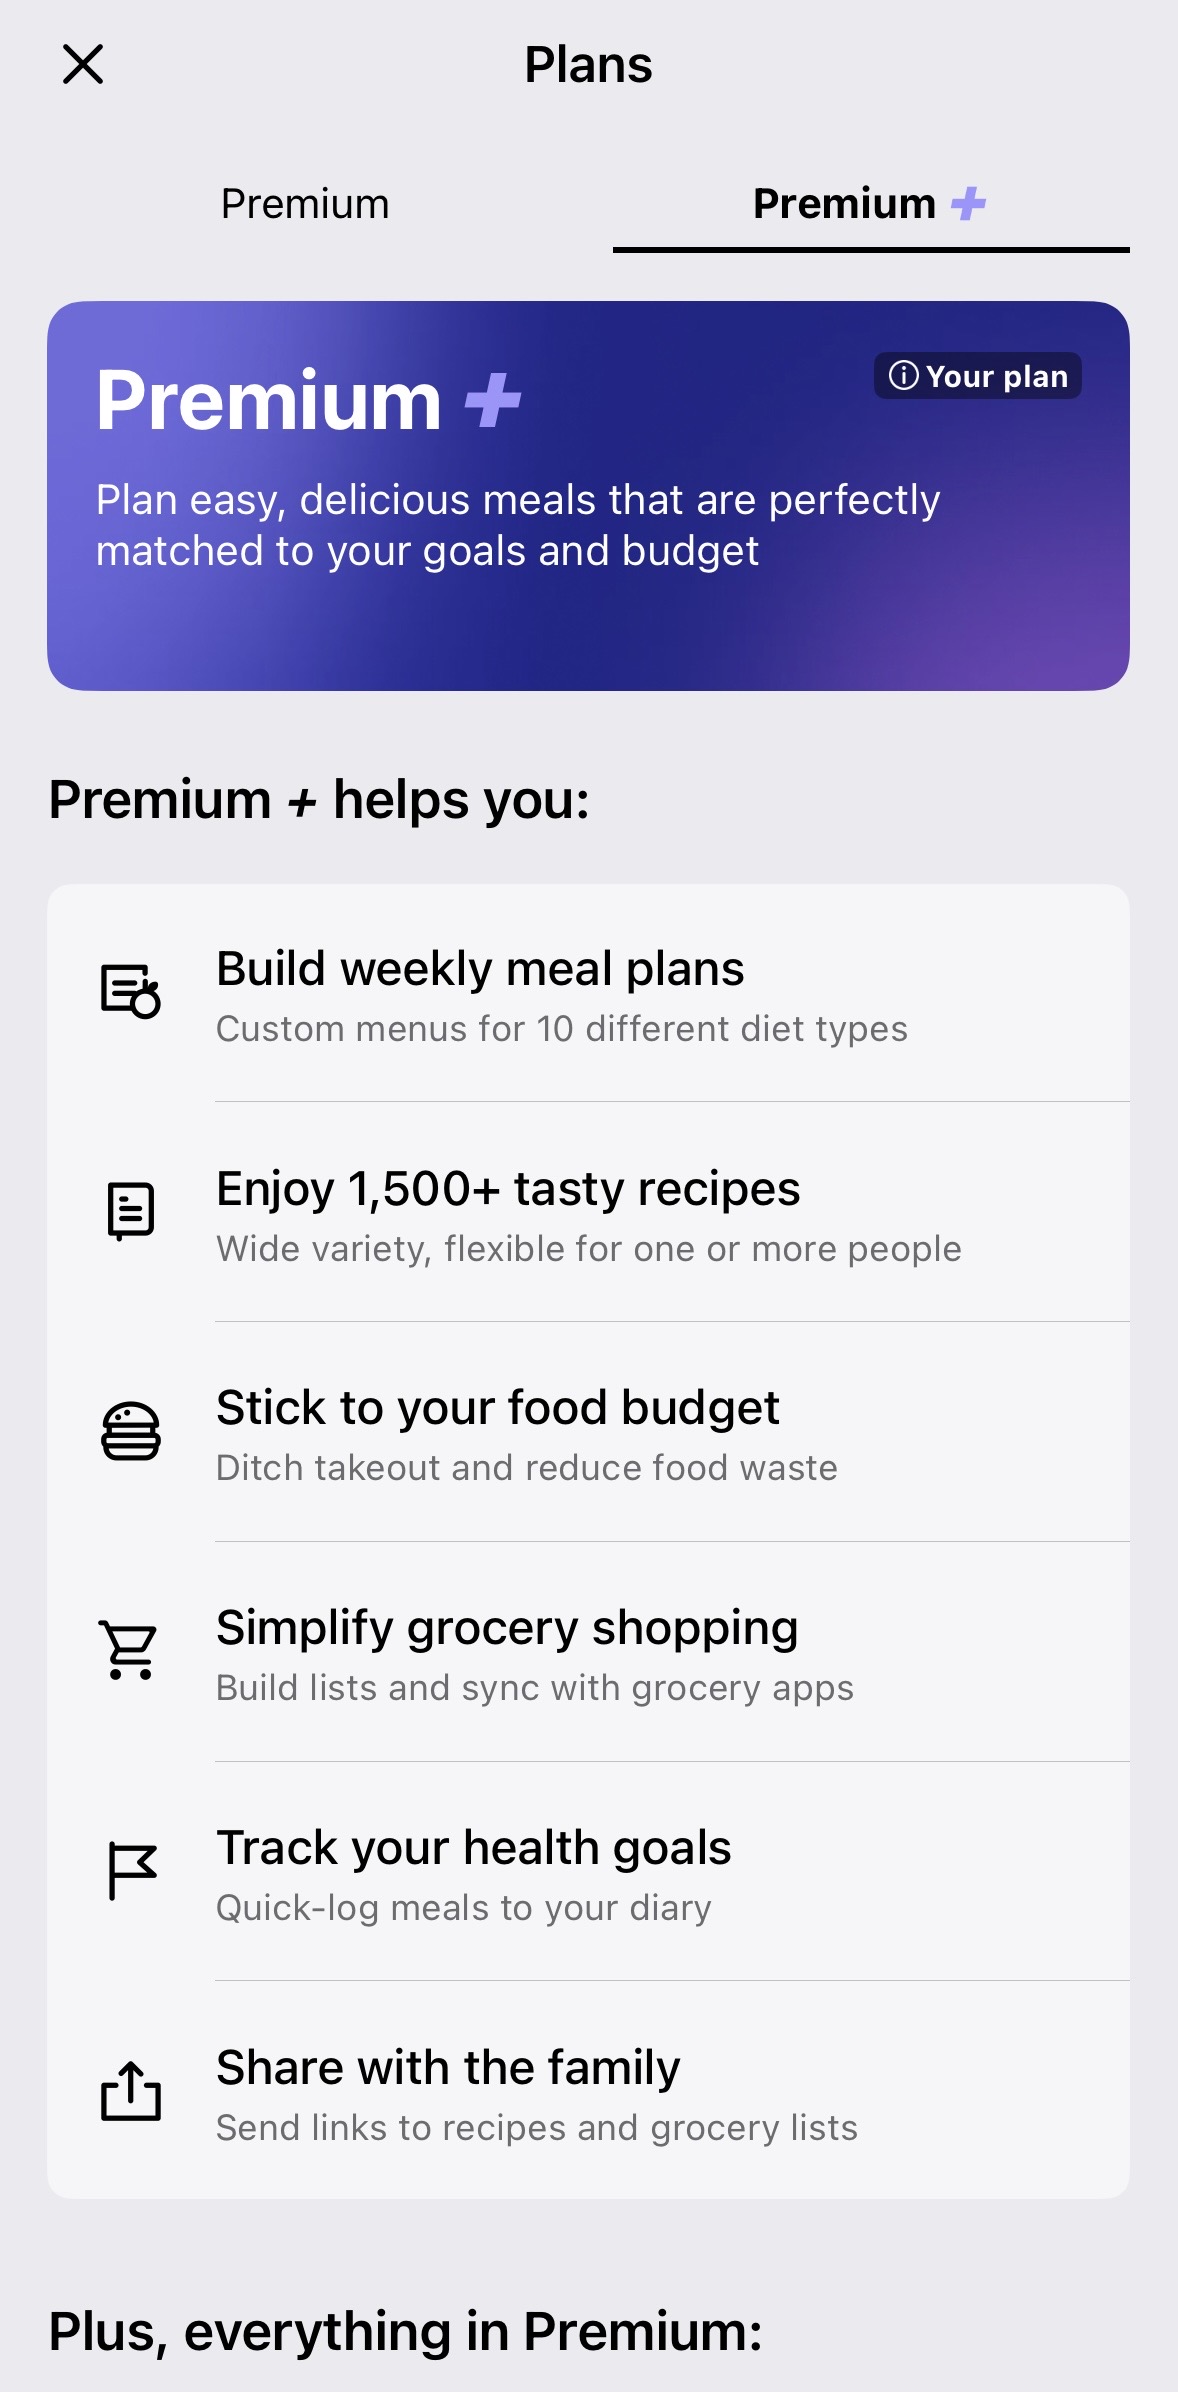 Plans
Premium
Premium +
Premium +
Your plan
Plan easy, delicious meals that are perfectly
matched to your goals and budget
Premium + helps you:
Build weekly meal plans
Custom menus for 10 different diet types
Enjoy 1,500+ tasty recipes
Wide variety, flexible for one or more people
Stick to your food budget
Ditch takeout and reduce food waste
Simplify grocery shopping
Build lists and sync with grocery apps
Track your health goals
Quick-log meals to your diary
Share with the family
Send links to recipes and grocery lists
Plus, everything in Premium: